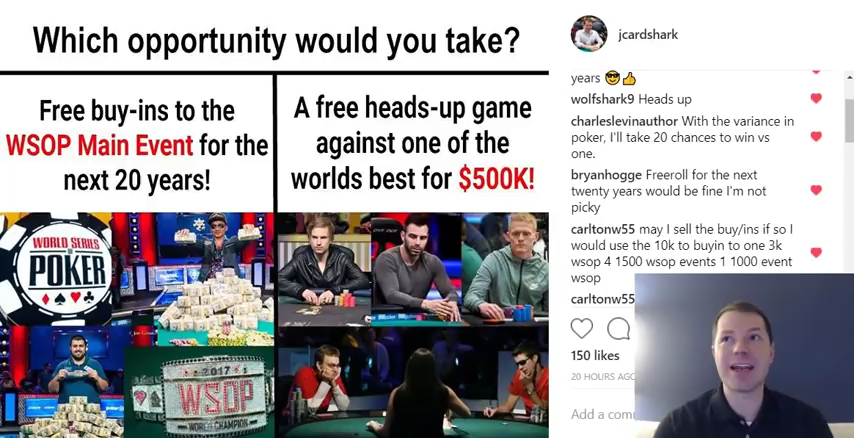 Which opportunity would you take?
Free buy-ins to the
WSOP Main Event for the
next 20 years!
A free heads-up game
against one of the
worlds best for $500K!
WORLD SERIES
OF
POKER
2017
WSOP
WORLD CHAMPION
jcardshark
years 😎👍
wolfshark9 Heads up
charleslevinauthor With the variance in
poker, I'll take 20 chances to win vs
one.
bryanhogge Freeroll for the next
twenty years would be fine I'm not
picky
carltonw55 may I sell the buy/ins if so I
would use the 10k to buyin to one 3k
wsop 4 1500 wsop events 1 1000 event
wsop
carltonw55
150 likes
20 HOURS AGO
Add a com